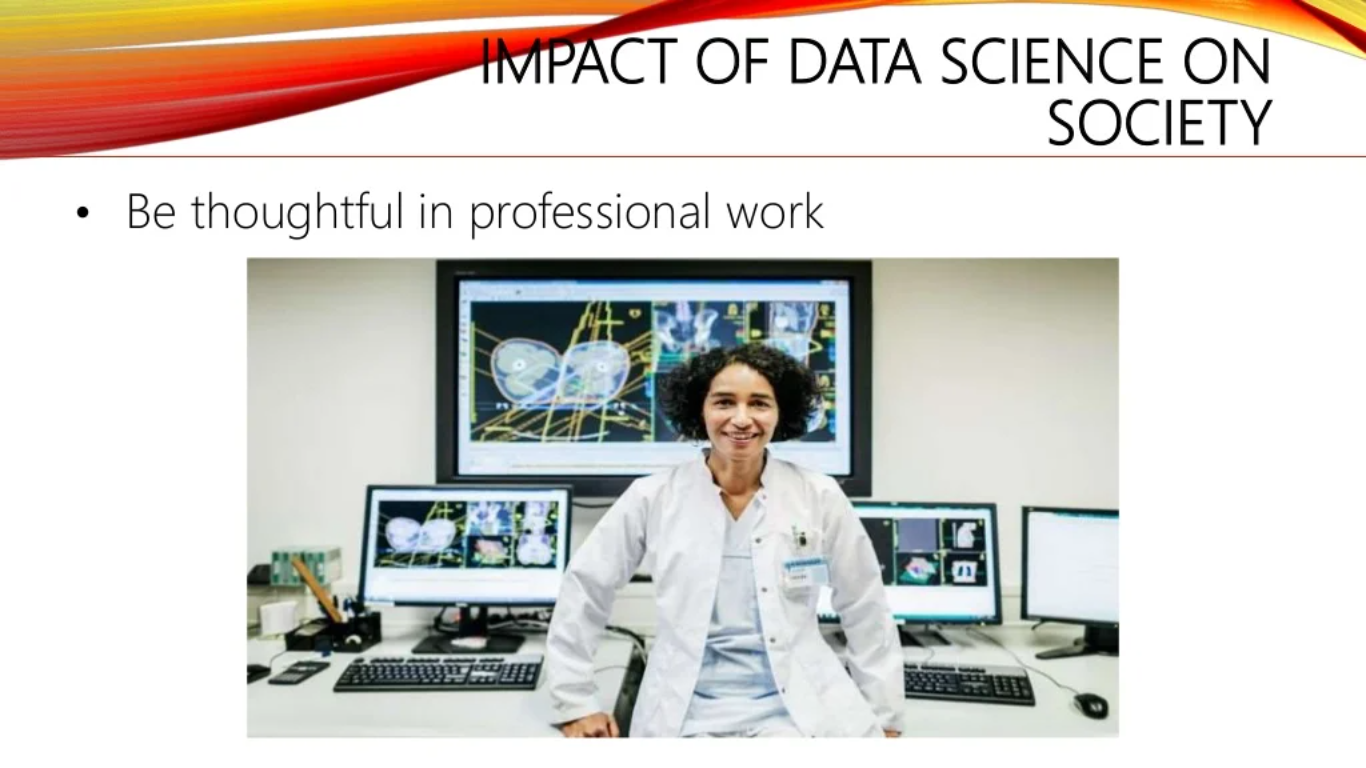 IMPACT OF DATA SCIENCE ON
SOCIETY
• Be thoughtful in professional work